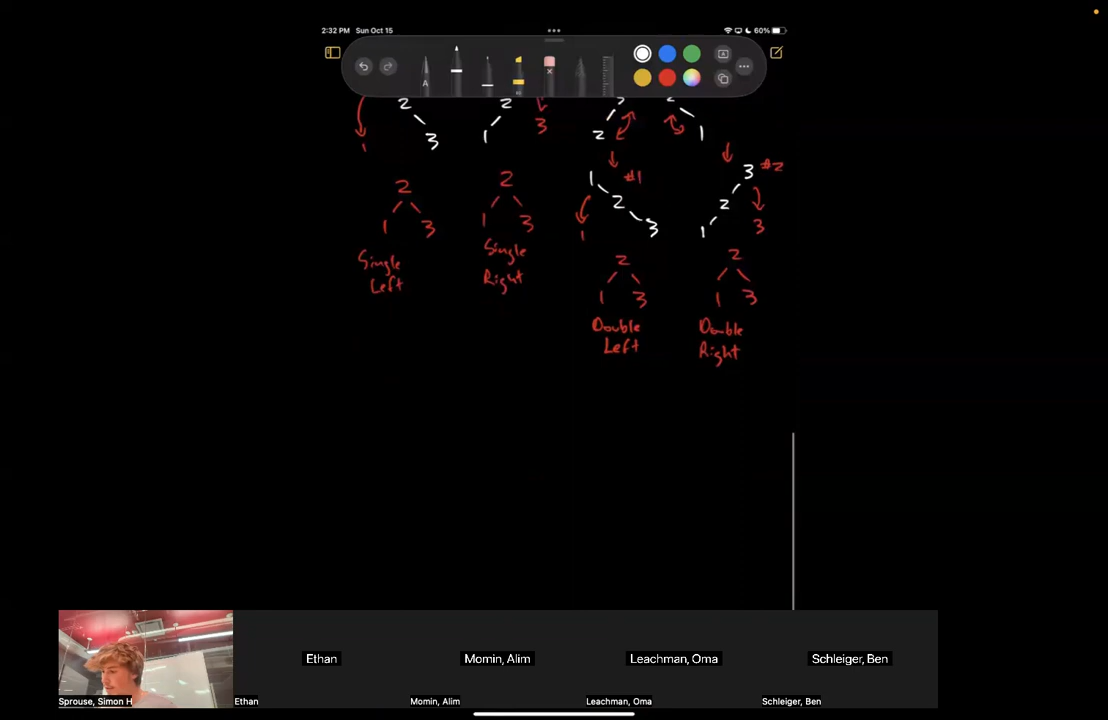 2:32 PM Sun Oct 15
60%
A
2 2 3 2
3 1 3 2 1
1
1 #1 3 #2
2 2 2 2
1 3 1 3 3 1 3
1
Single
Left
Single
Right
2 2
1 3 1 3
Double
Left
Double
Right
Ethan
Momin, Alim
Leachman, Oma
Schleiger, Ben
Sprouse, Simon H
Ethan
Momin, Alim
Leachman, Oma
Schleiger, Ben